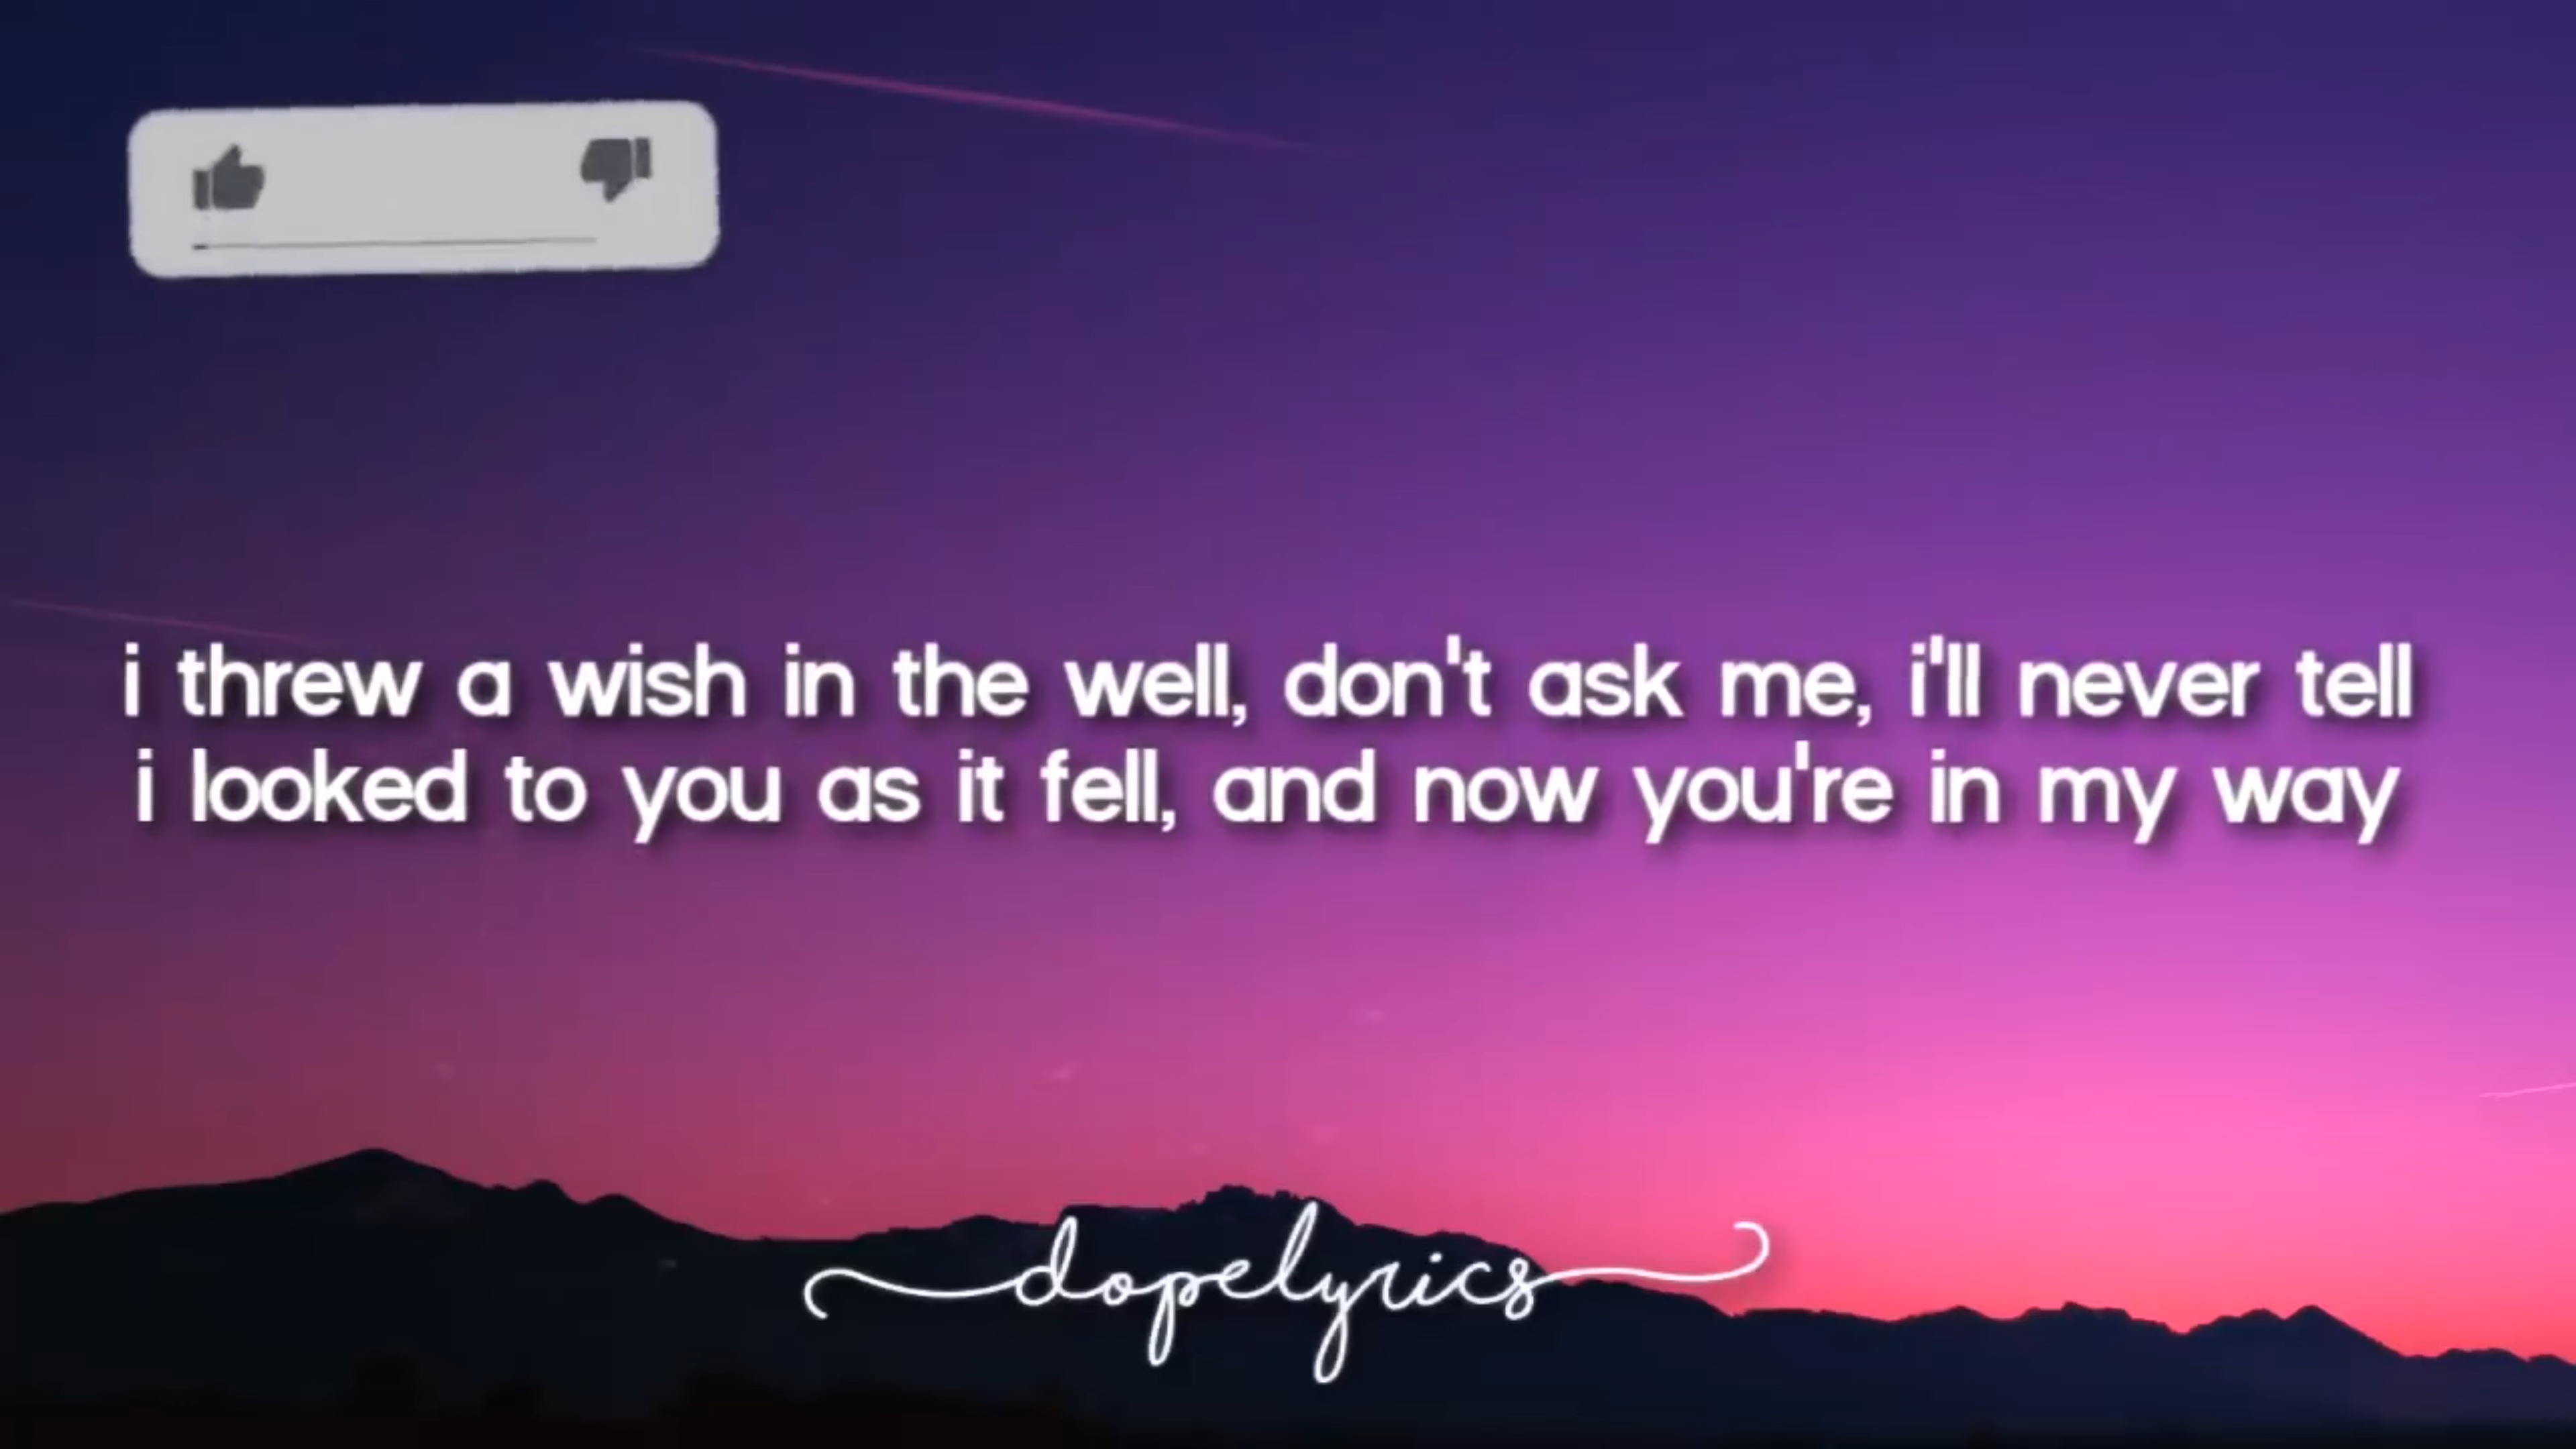 i threw a wish in the well, don't ask me, i'll never tell
i looked to you as it fell, and now you're in my way
dopelyrics